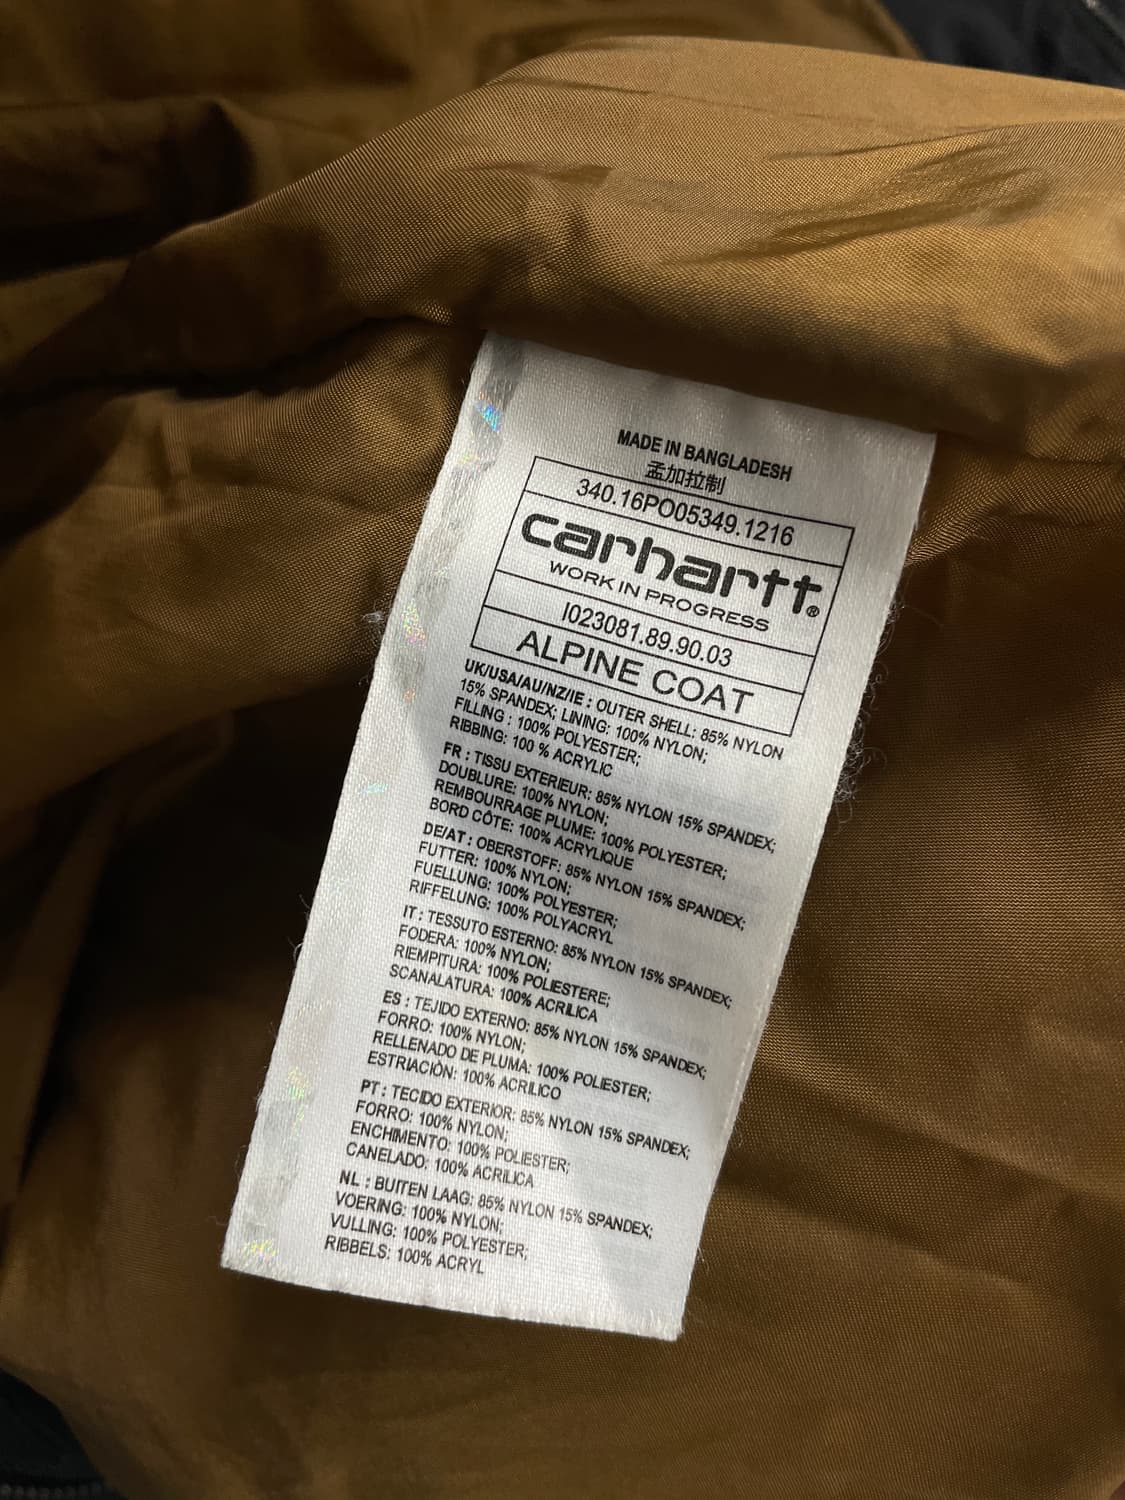 MADE IN BANGLADESH
孟加拉制
340.16PO05349.1216
carhartt®
WORK IN PROGRESS
I023081.89.90.03
ALPINE COAT
UK/USA/AU/NZ/IE : OUTER SHELL: 85% NYLON
15% SPANDEX; LINING: 100% NYLON;
FILLING : 100% POLYESTER;
RIBBING: 100 % ACRYLIC
FR : TISSU EXTERIEUR: 85% NYLON 15% SPANDEX;
DOUBLURE: 100% NYLON;
REMBOURRAGE PLUME: 100% POLYESTER;
BORD CÔTE: 100% ACRYLIQUE
DE/AT : OBERSTOFF: 85% NYLON 15% SPANDEX;
FUTTER: 100% NYLON;
FUELLUNG: 100% POLYESTER;
RIFFELUNG: 100% POLYACRYL
IT : TESSUTO ESTERNO: 85% NYLON 15% SPANDEX;
FODERA: 100% NYLON;
RIEMPITURA: 100% POLIESTERE;
SCANALATURA: 100% ACRILICA
ES : TEJIDO EXTERNO: 85% NYLON 15% SPANDEX;
FORRO: 100% NYLON;
RELLENADO DE PLUMA: 100% POLIESTER;
ESTRIACIÓN: 100% ACRILICO
PT : TECIDO EXTERIOR: 85% NYLON 15% SPANDEX;
FORRO: 100% NYLON;
ENCHIMENTO: 100% POLIESTER;
CANELADO: 100% ACRILICA
NL : BUITEN LAAG: 85% NYLON 15% SPANDEX;
VOERING: 100% NYLON;
VULLING: 100% POLYESTER;
RIBBELS: 100% ACRYL